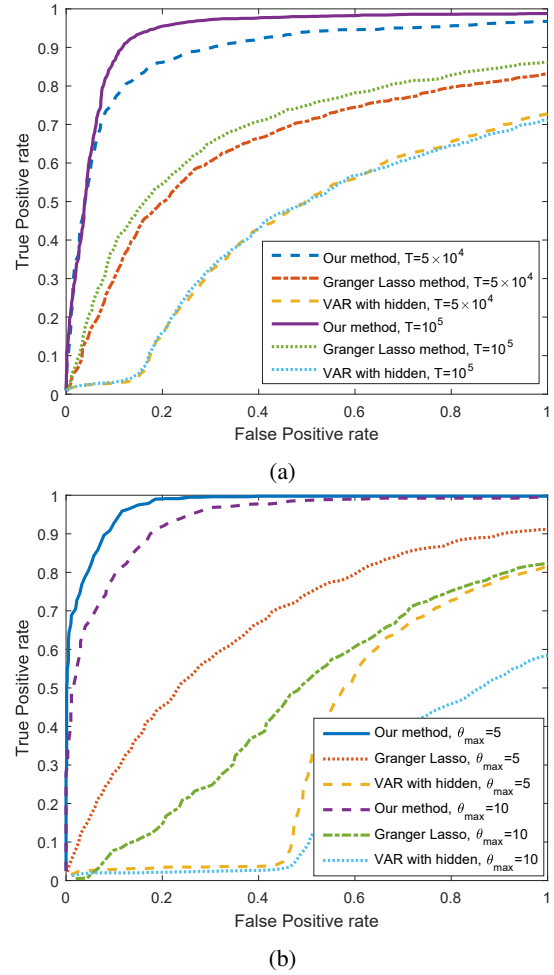 1
0.9
0.8
0.7
0.6
0.5
0.4
0.3
0.2
0.1
0
True Positive rate
Our method, T=5×10⁴
Granger Lasso method, T=5×10⁴
VAR with hidden, T=5×10⁴
Our method, T=10⁵
Granger Lasso method, T=10⁵
VAR with hidden, T=10⁵
0 0.2 0.4 0.6 0.8 1
False Positive rate
(a)
1
0.9
0.8
0.7
0.6
0.5
0.4
0.3
0.2
0.1
0
True Positive rate
Our method, θ_max=5
Granger Lasso, θ_max=5
VAR with hidden, θ_max=5
Our method, θ_max=10
Granger Lasso, θ_max=10
VAR with hidden, θ_max=10
0 0.2 0.4 0.6 0.8 1
False Positive rate
(b)